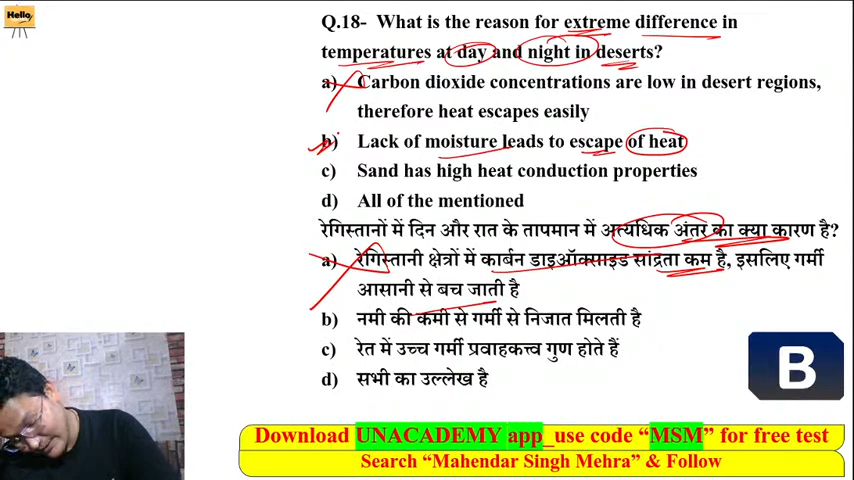 Hello
Q.18- What is the reason for extreme difference in
temperatures at day and night in deserts?
a) Carbon dioxide concentrations are low in desert regions,
therefore heat escapes easily
b) Lack of moisture leads to escape of heat
c) Sand has high heat conduction properties
d) All of the mentioned
रेगिस्तानों में दिन और रात के तापमान में अत्यधिक अंतर का क्या कारण है?
a) रेगिस्तानी क्षेत्रों में कार्बन डाइऑक्साइड सांद्रता कम है, इसलिए गर्मी
आसानी से बच जाती है
b) नमी की कमी से गर्मी से निजात मिलती है
c) रेत में उच्च गर्मी प्रवाहकत्त्व गुण होते हैं
d) सभी का उल्लेख है
B
Download UNACADEMY app use code “MSM” for free test
Search “Mahendar Singh Mehra” & Follow